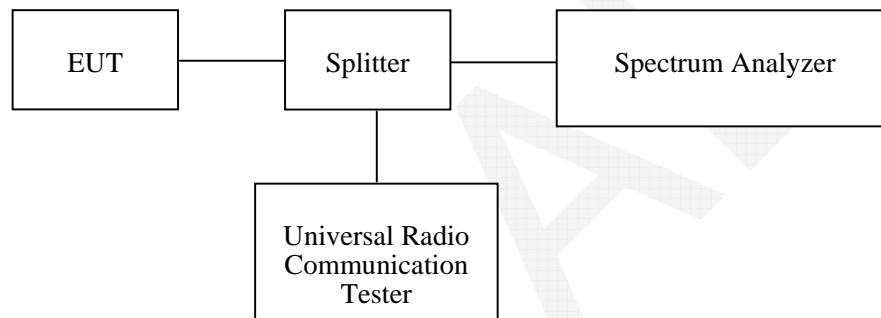 EUT
Splitter
Spectrum Analyzer
Universal Radio
Communication
Tester